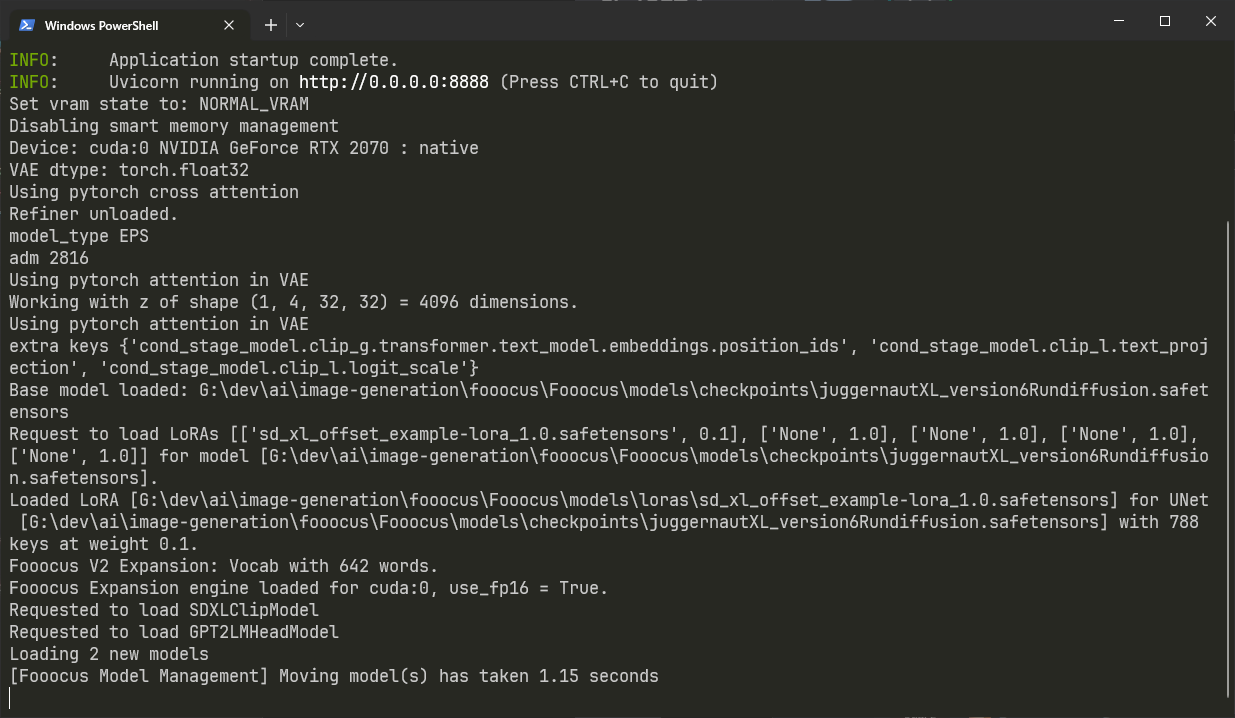 Windows PowerShell
INFO:     Application startup complete.
INFO:     Uvicorn running on http://0.0.0.0:8888 (Press CTRL+C to quit)
Set vram state to: NORMAL_VRAM
Disabling smart memory management
Device: cuda:0 NVIDIA GeForce RTX 2070 : native
VAE dtype: torch.float32
Using pytorch cross attention
Refiner unloaded.
model_type EPS
adm 2816
Using pytorch attention in VAE
Working with z of shape (1, 4, 32, 32) = 4096 dimensions.
Using pytorch attention in VAE
extra keys {'cond_stage_model.clip_g.transformer.text_model.embeddings.position_ids', 'cond_stage_model.clip_l.text_proj
ection', 'cond_stage_model.clip_l.logit_scale'}
Base model loaded: G:\dev\ai\image-generation\fooocus\Fooocus\models\checkpoints\juggernautXL_version6Rundiffusion.safet
ensors
Request to load LoRAs [['sd_xl_offset_example-lora_1.0.safetensors', 0.1], ['None', 1.0], ['None', 1.0], ['None', 1.0],
['None', 1.0]] for model [G:\dev\ai\image-generation\fooocus\Fooocus\models\checkpoints\juggernautXL_version6Rundiffusio
n.safetensors].
Loaded LoRA [G:\dev\ai\image-generation\fooocus\Fooocus\models\loras\sd_xl_offset_example-lora_1.0.safetensors] for UNet
 [G:\dev\ai\image-generation\fooocus\Fooocus\models\checkpoints\juggernautXL_version6Rundiffusion.safetensors] with 788
keys at weight 0.1.
Fooocus V2 Expansion: Vocab with 642 words.
Fooocus Expansion engine loaded for cuda:0, use_fp16 = True.
Requested to load SDXLClipModel
Requested to load GPT2LMHeadModel
Loading 2 new models
[Fooocus Model Management] Moving model(s) has taken 1.15 seconds